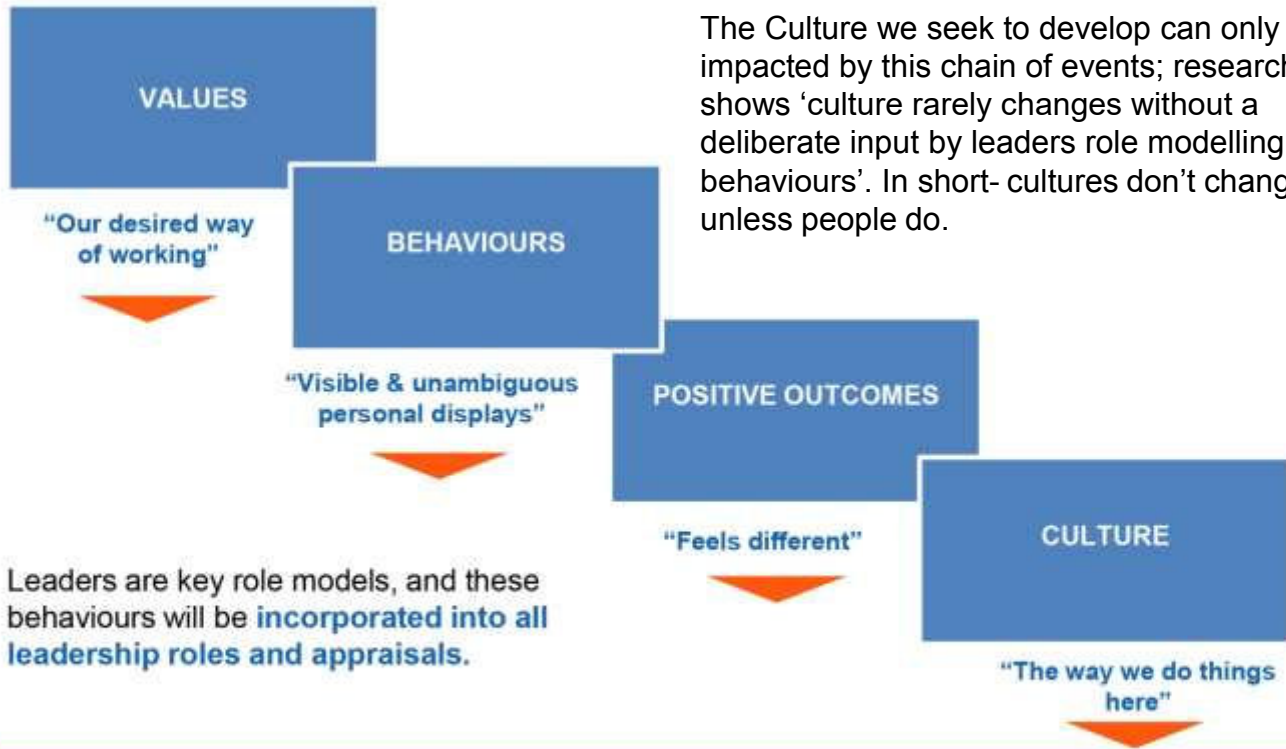 The Culture we seek to develop can only
impacted by this chain of events; research
shows ‘culture rarely changes without a
deliberate input by leaders role modelling
behaviours’. In short- cultures don’t chang
unless people do.
VALUES
“Our desired way
of working”
BEHAVIOURS
“Visible & unambiguous
personal displays”
POSITIVE OUTCOMES
“Feels different”
CULTURE
“The way we do things
here”
Leaders are key role models, and these
behaviours will be incorporated into all
leadership roles and appraisals.